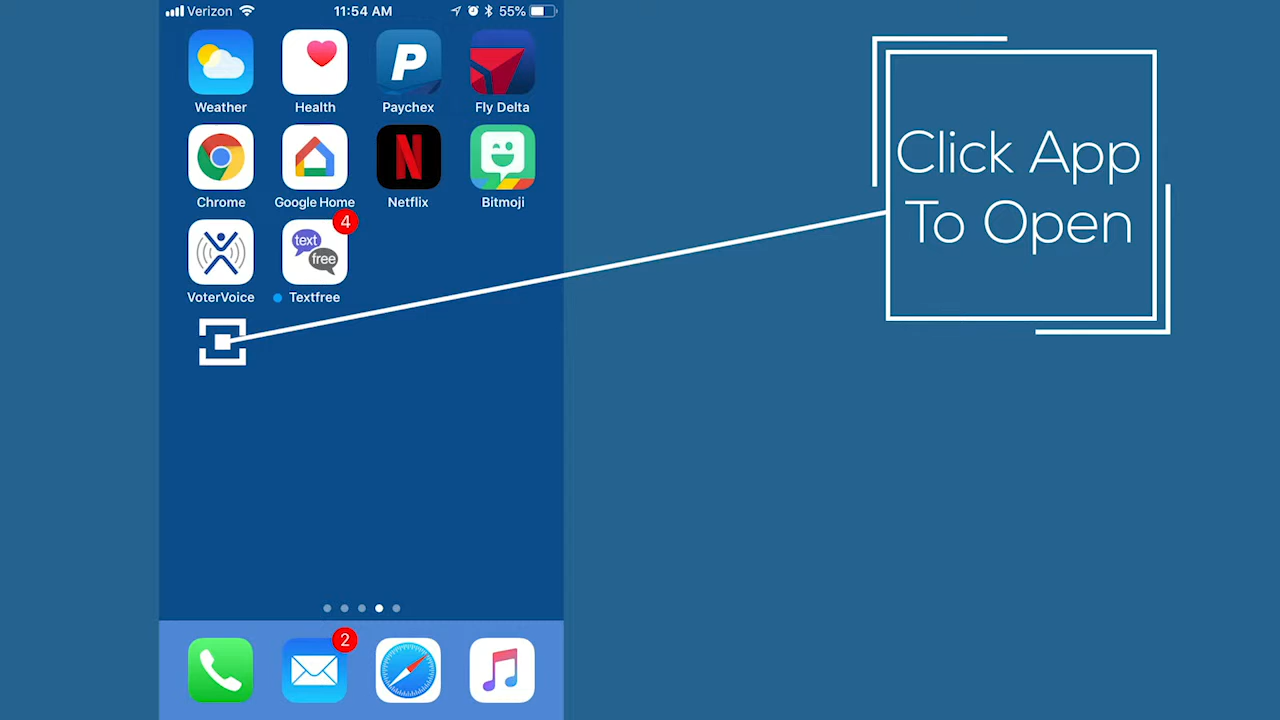 Verizon 11:54 AM 55%
Weather Health Paychex Fly Delta
Chrome Google Home Netflix Bitmoji
4
text free
VoterVoice Textfree
2
Click App
To Open